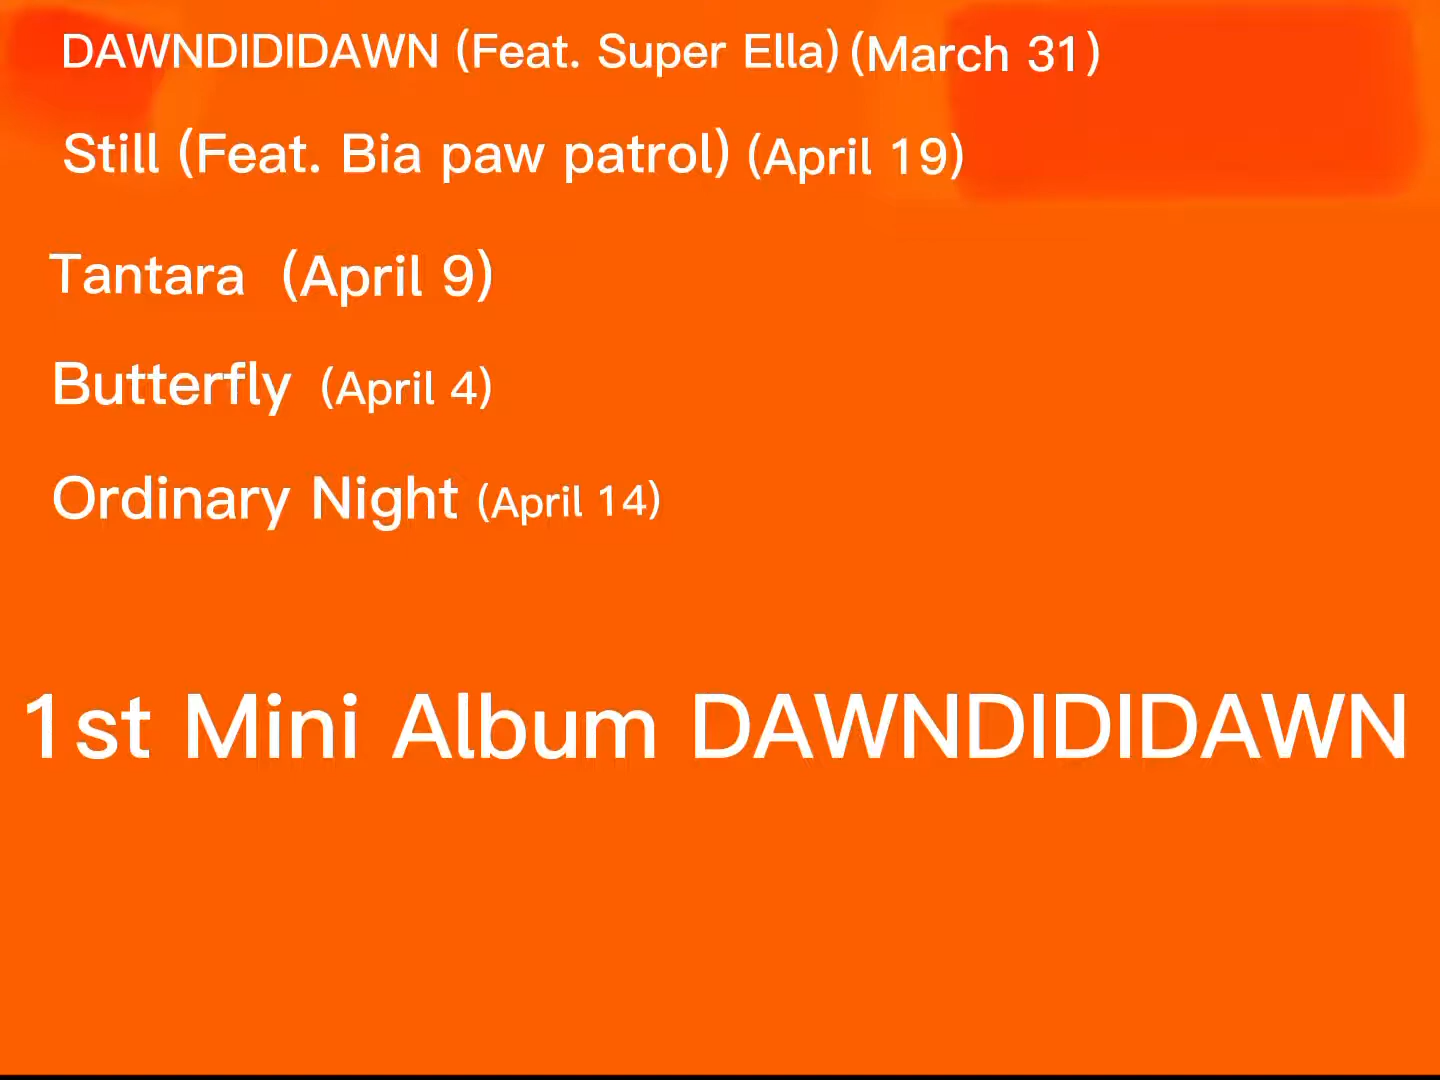 DAWNDIDIDAWN (Feat. Super Ella) (March 31)
Still (Feat. Bia paw patrol) (April 19)
Tantara (April 9)
Butterfly (April 4)
Ordinary Night (April 14)
1st Mini Album DAWNDIDIDAWN